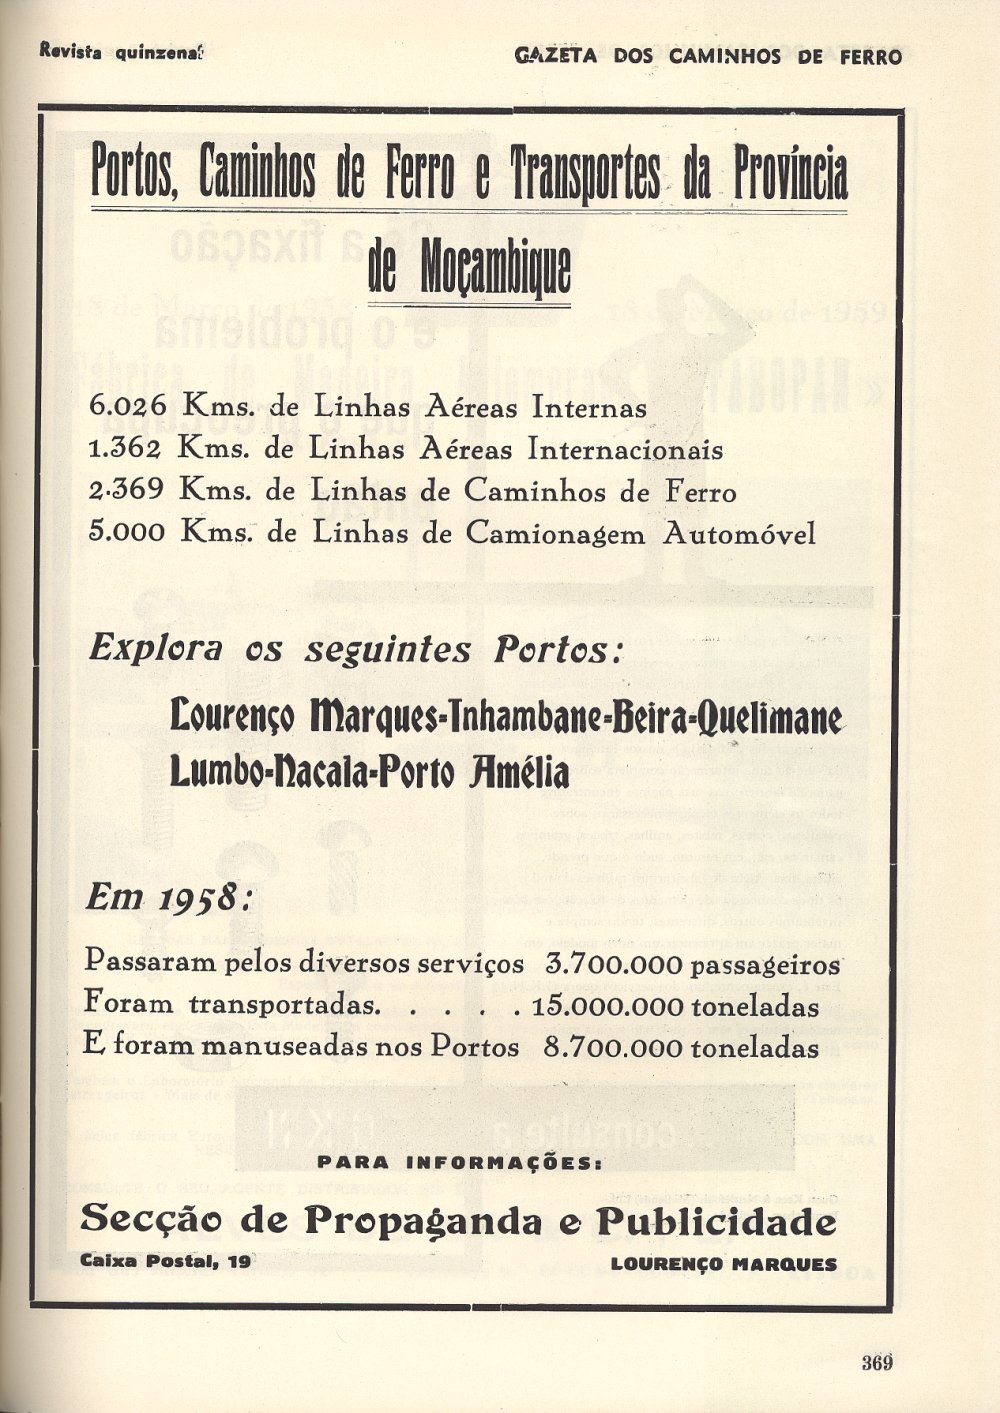 Revista quinzenal
GAZETA DOS CAMINHOS DE FERRO
Portos, Caminhos de Ferro e Transportes da Província
de Moçambique
6.026 Kms. de Linhas Aéreas Internas
1.362 Kms. de Linhas Aéreas Internacionais
2.369 Kms. de Linhas de Caminhos de Ferro
5.000 Kms. de Linhas de Camionagem Automóvel
Explora os seguintes Portos:
Lourenço Marques-Inhambane-Beira-Quelimane
Lumbo-Nacala-Porto Amélia
Em 1958:
Passaram pelos diversos serviços 3.700.000 passageiros
Foram transportadas. . . . . 15.000.000 toneladas
E foram manuseadas nos Portos 8.700.000 toneladas
PARA INFORMAÇÕES:
Secção de Propaganda e Publicidade
Caixa Postal, 19 LOURENÇO MARQUES
369